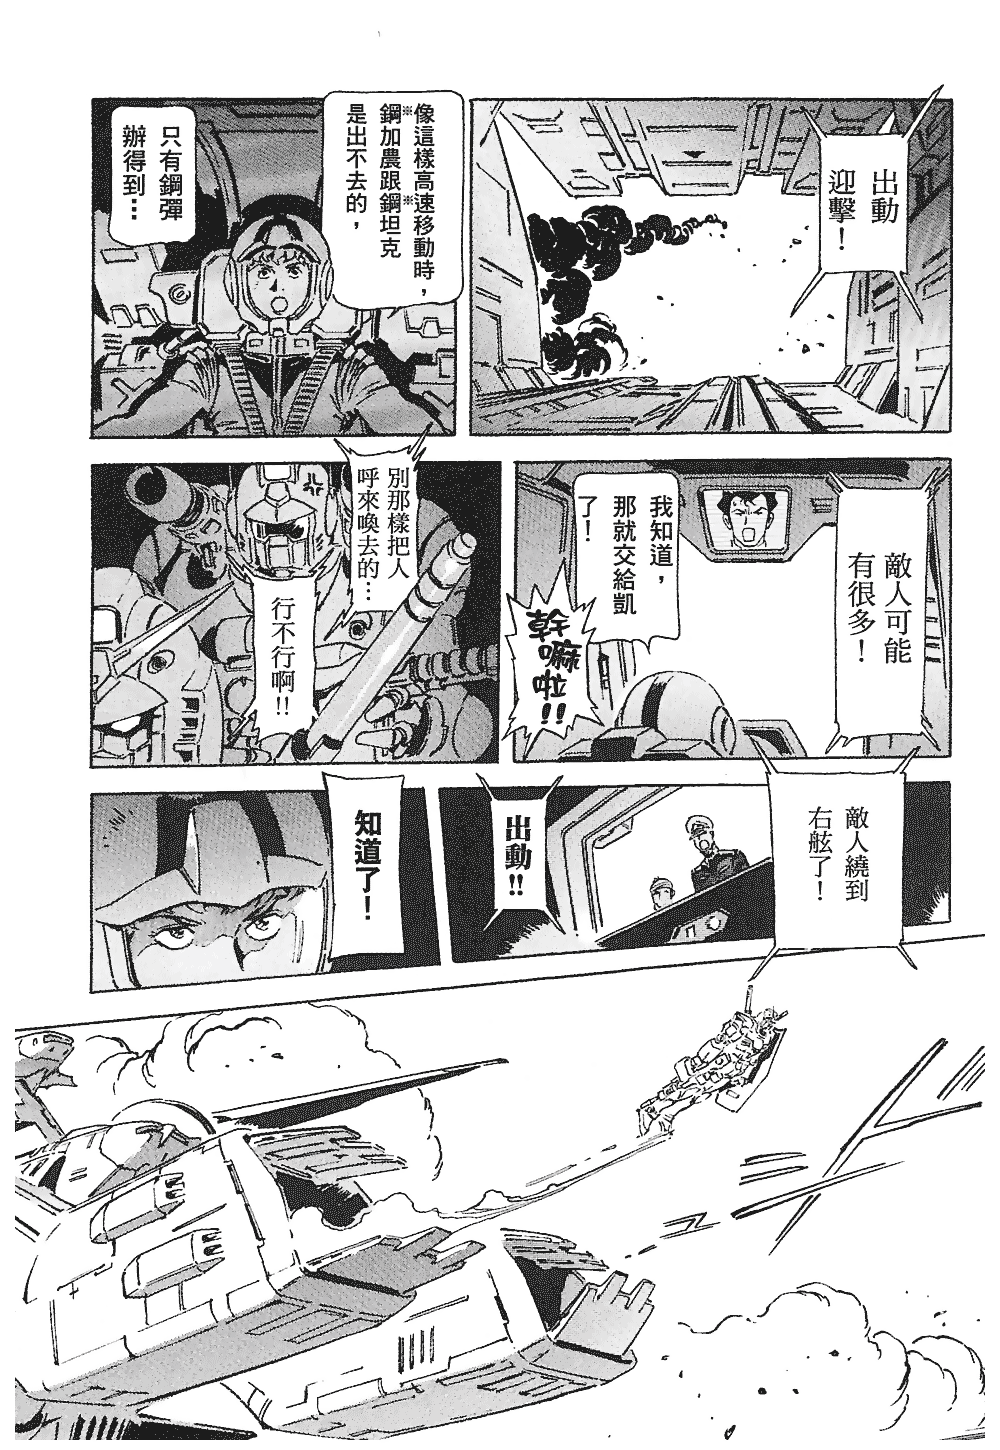 出動
迎擊！
像這樣高速移動時，
※鋼加農跟※鋼坦克
是出不去的，
只有鋼彈
辦得到…
敵人可能
有很多！
我知道，
那就交給凱
了！
幹嘛啦!!
別那樣把人
呼來喚去的…
行不行啊!!
敵人繞到
右舷了！
出動!!
知道了！